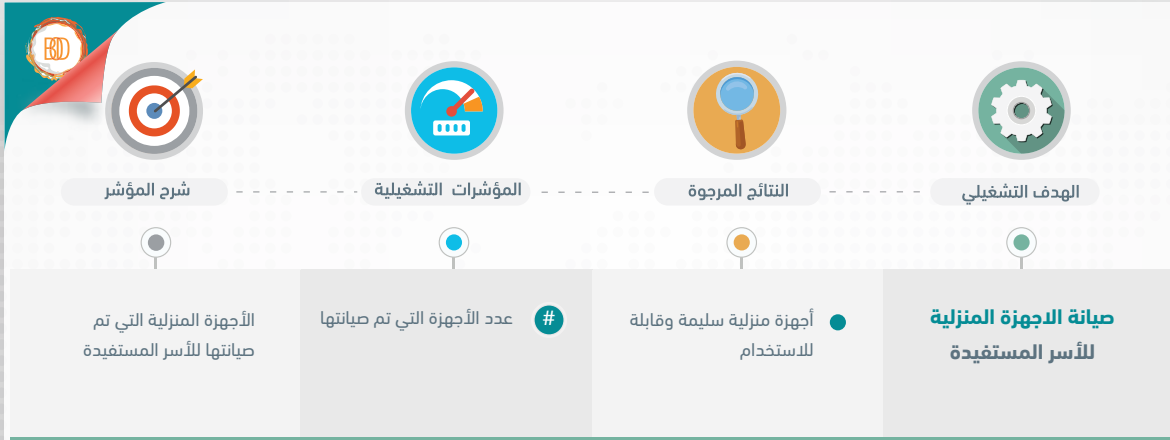 BDD
الهدف التشغيلي
النتائج المرجوة
المؤشرات التشغيلية
شرح المؤشر
صيانة الاجهزة المنزلية
للأسر المستفيدة
أجهزة منزلية سليمة وقابلة
للاستخدام
# عدد الأجهزة التي تم صيانتها
الأجهزة المنزلية التي تم
صيانتها للأسر المستفيدة